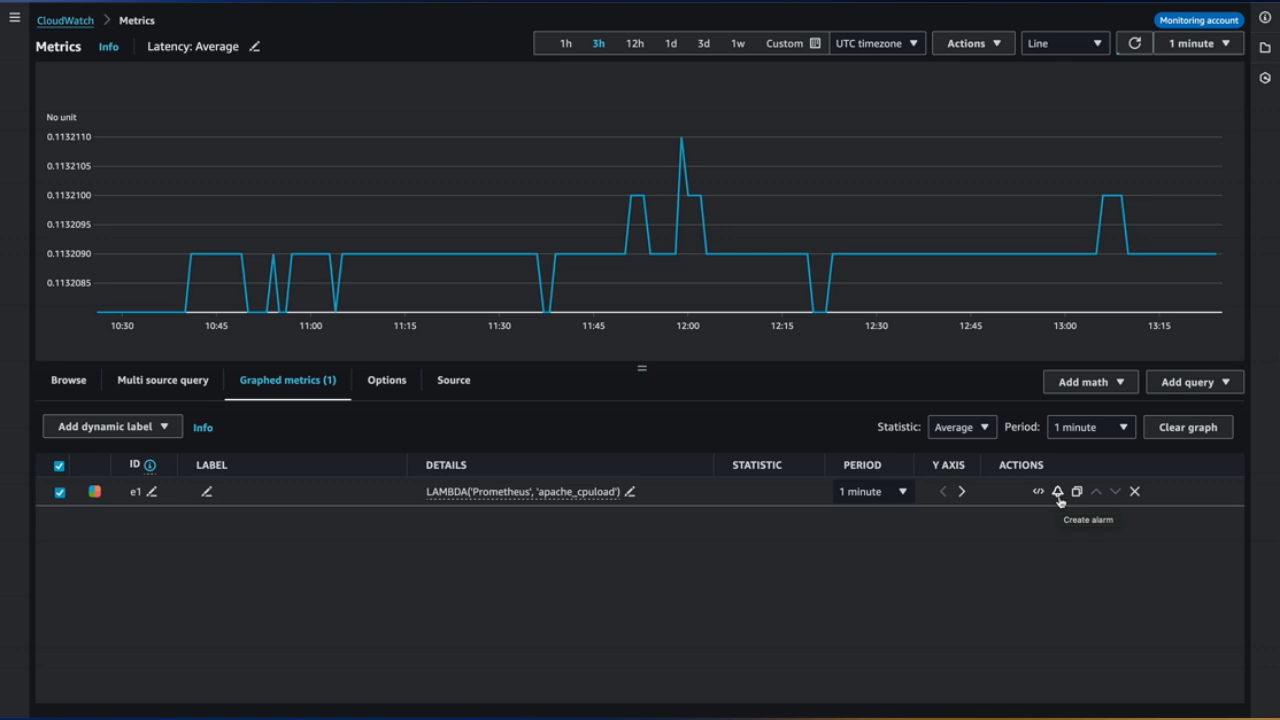 CloudWatch > Metrics
Monitoring account
Metrics Info Latency: Average
1h 3h 12h 1d 3d 1w Custom UTC timezone Actions Line 1 minute
No unit
0.1132110
0.1132105
0.1132100
0.1132095
0.1132090
0.1132085
10:30 10:45 11:00 11:15 11:30 11:45 12:00 12:15 12:30 12:45 13:00 13:15
Browse Multi source query Graphed metrics (1) Options Source Add math Add query
Add dynamic label Info Statistic: Average Period: 1 minute Clear graph
ID LABEL DETAILS STATISTIC PERIOD Y AXIS ACTIONS
e1 LAMBDA('Prometheus', 'apache_cpuload') 1 minute < > </>
Create alarm